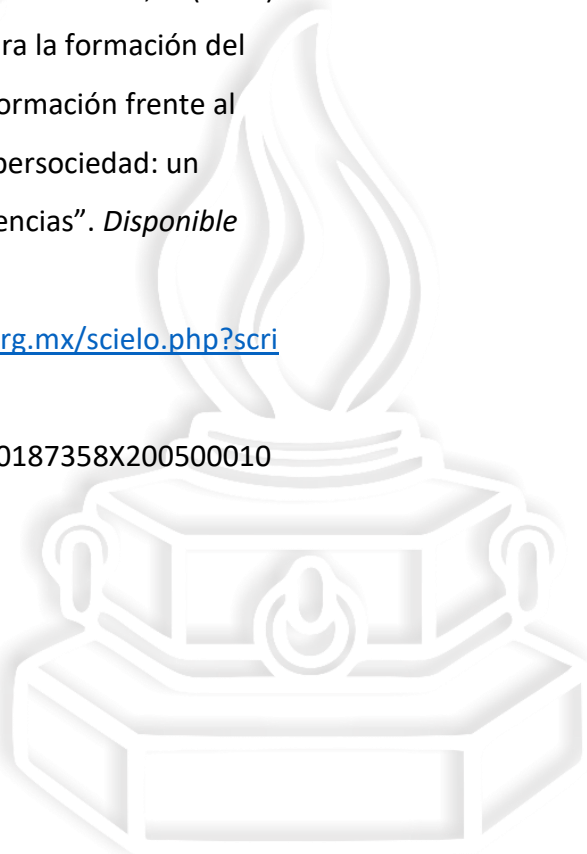 ra la formación del
ormación frente al
persociedad: un
encias”. Disponible
rg.mx/scielo.php?scri
0187358X200500010